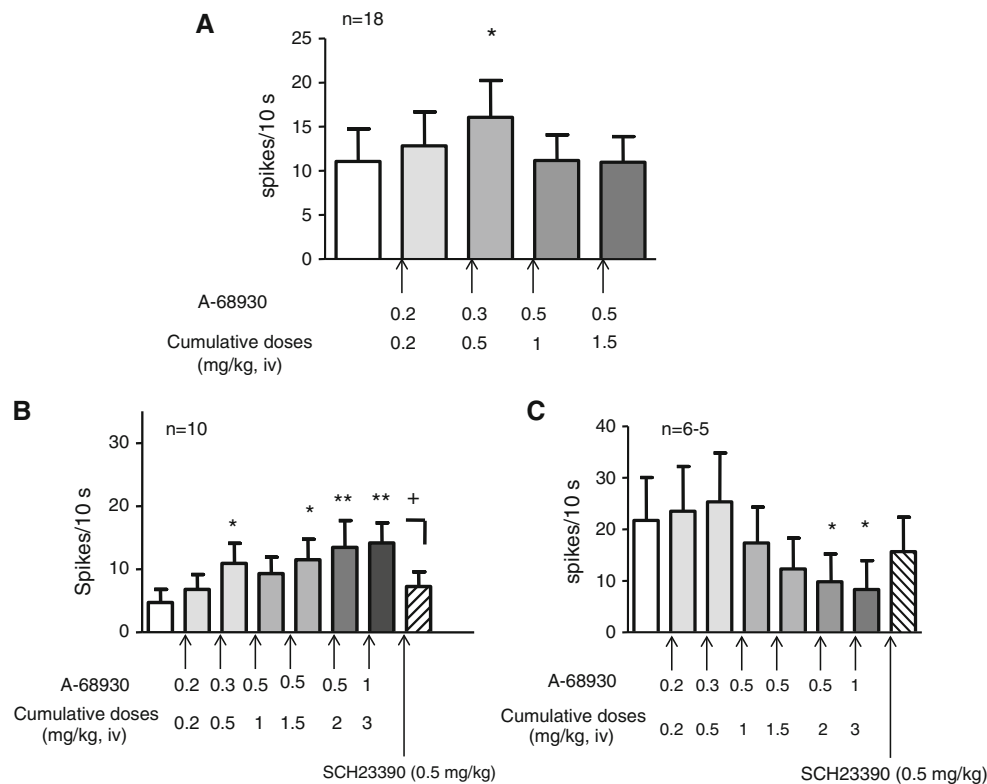 A
n=18
*
25
20
15
10
5
0
spikes/10 s
A-68930
0.2 0.3 0.5 0.5
Cumulative doses
(mg/kg, iv)
0.2 0.5 1 1.5
B
n=10
30
20
10
0
Spikes/10 s
* * ** ** +
A-68930
0.2 0.3 0.5 0.5 0.5 1
Cumulative doses
(mg/kg, iv)
0.2 0.5 1 1.5 2 3
SCH23390 (0.5 mg/kg)
C
n=6-5
40
30
20
10
0
spikes/10 s
* *
A-68930
0.2 0.3 0.5 0.5 0.5 1
Cumulative doses
(mg/kg, iv)
0.2 0.5 1 1.5 2 3
SCH23390 (0.5 mg/kg)